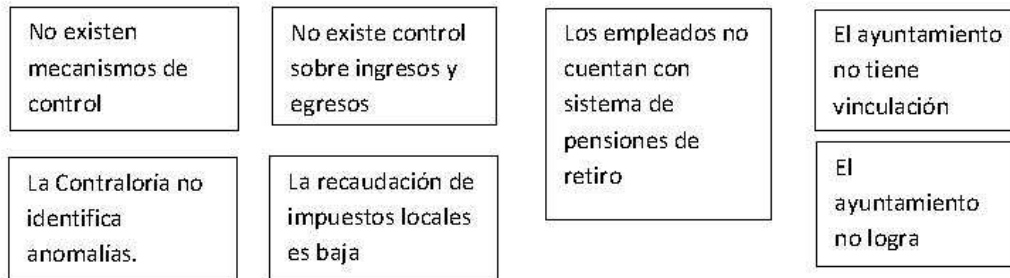 No existen
mecanismos de
control
No existe control
sobre ingresos y
egresos
Los empleados no
cuentan con
sistema de
pensiones de
retiro
El ayuntamiento
no tiene
vinculación
La Contraloría no
identifica
anomalías.
La recaudación de
impuestos locales
es baja
El
ayuntamiento
no logra